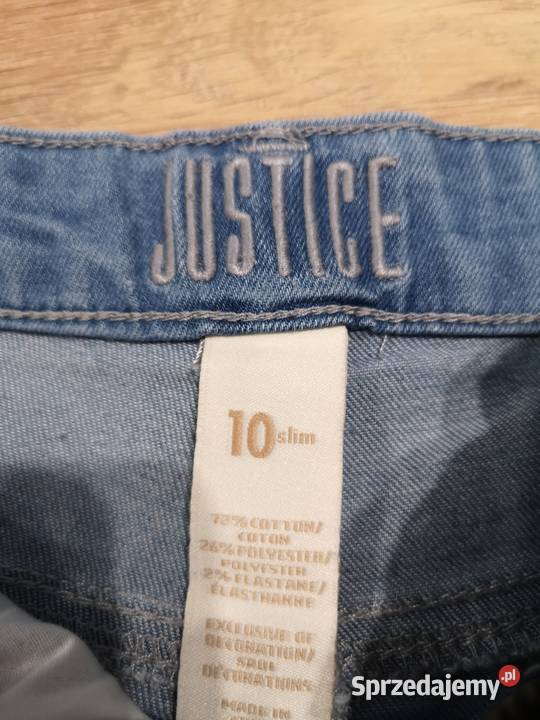 JUSTICE
10 slim
72% COTTON/
COTON
26% POLYESTER/
POLYESTER
2% ELASTANE/
ÉLASTHANNE
EXCLUSIVE OF
DECORATION/
SAUF
DÉCORATIONS
MADE IN
Sprzedajemy.pl